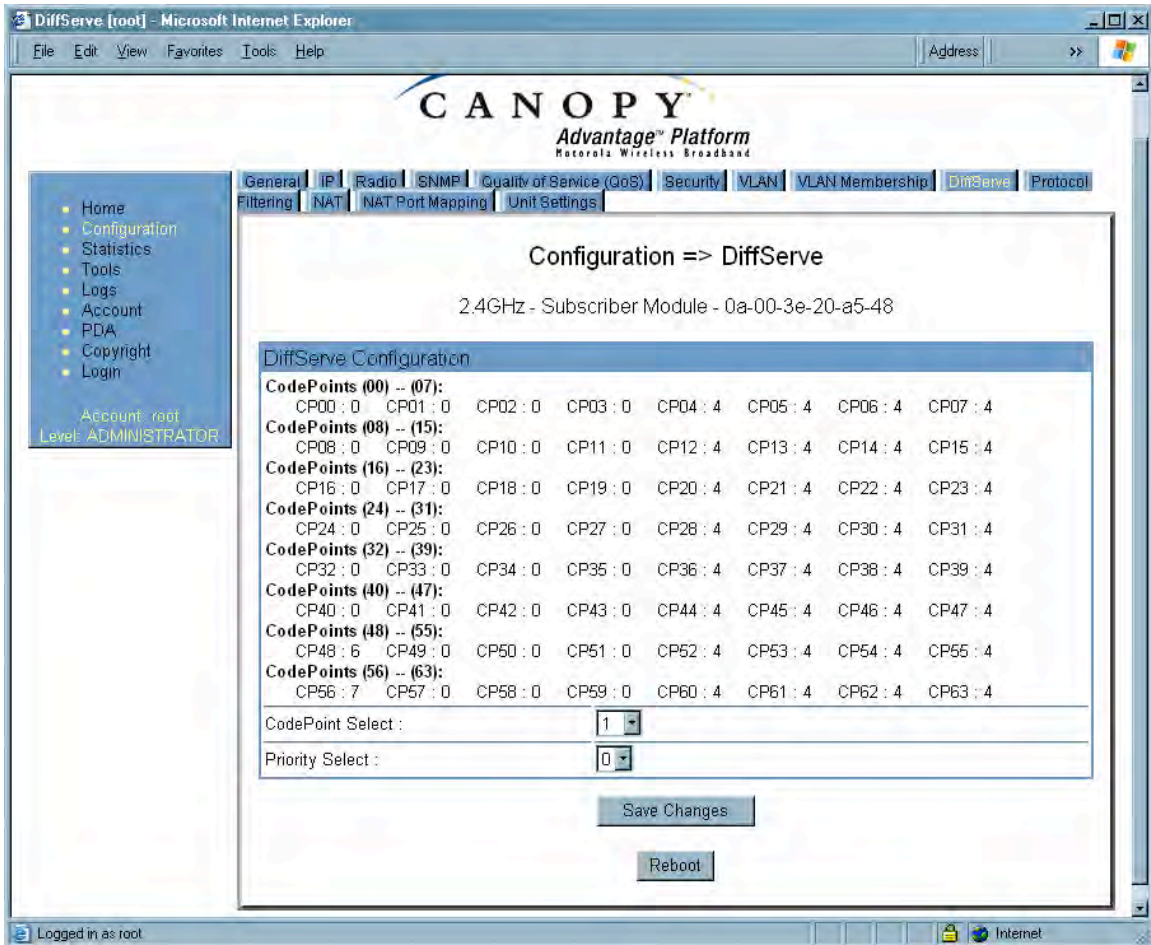 DiffServe [root] - Microsoft Internet Explorer
File Edit View Favorites Tools Help Address »
CANOPY
Advantage™ Platform
Motorola Wireless Broadband
General IP Radio SNMP Quality of Service (QoS) Security VLAN VLAN Membership DiffServe Protocol
Filtering NAT NAT Port Mapping Unit Settings
Home
Configuration
Statistics
Tools
Logs
Account
PDA
Copyright
Login
Account: root
Level: ADMINISTRATOR
Configuration => DiffServe
2.4GHz - Subscriber Module - 0a-00-3e-20-a5-48
DiffServe Configuration
CodePoints (00) -- (07):
CP00 : 0 CP01 : 0 CP02 : 0 CP03 : 0 CP04 : 4 CP05 : 4 CP06 : 4 CP07 : 4
CodePoints (08) -- (15):
CP08 : 0 CP09 : 0 CP10 : 0 CP11 : 0 CP12 : 4 CP13 : 4 CP14 : 4 CP15 : 4
CodePoints (16) -- (23):
CP16 : 0 CP17 : 0 CP18 : 0 CP19 : 0 CP20 : 4 CP21 : 4 CP22 : 4 CP23 : 4
CodePoints (24) -- (31):
CP24 : 0 CP25 : 0 CP26 : 0 CP27 : 0 CP28 : 4 CP29 : 4 CP30 : 4 CP31 : 4
CodePoints (32) -- (39):
CP32 : 0 CP33 : 0 CP34 : 0 CP35 : 0 CP36 : 4 CP37 : 4 CP38 : 4 CP39 : 4
CodePoints (40) -- (47):
CP40 : 0 CP41 : 0 CP42 : 0 CP43 : 0 CP44 : 4 CP45 : 4 CP46 : 4 CP47 : 4
CodePoints (48) -- (55):
CP48 : 6 CP49 : 0 CP50 : 0 CP51 : 0 CP52 : 4 CP53 : 4 CP54 : 4 CP55 : 4
CodePoints (56) -- (63):
CP56 : 7 CP57 : 0 CP58 : 0 CP59 : 0 CP60 : 4 CP61 : 4 CP62 : 4 CP63 : 4
CodePoint Select : 1
Priority Select : 0
Save Changes
Reboot
Logged in as root Internet